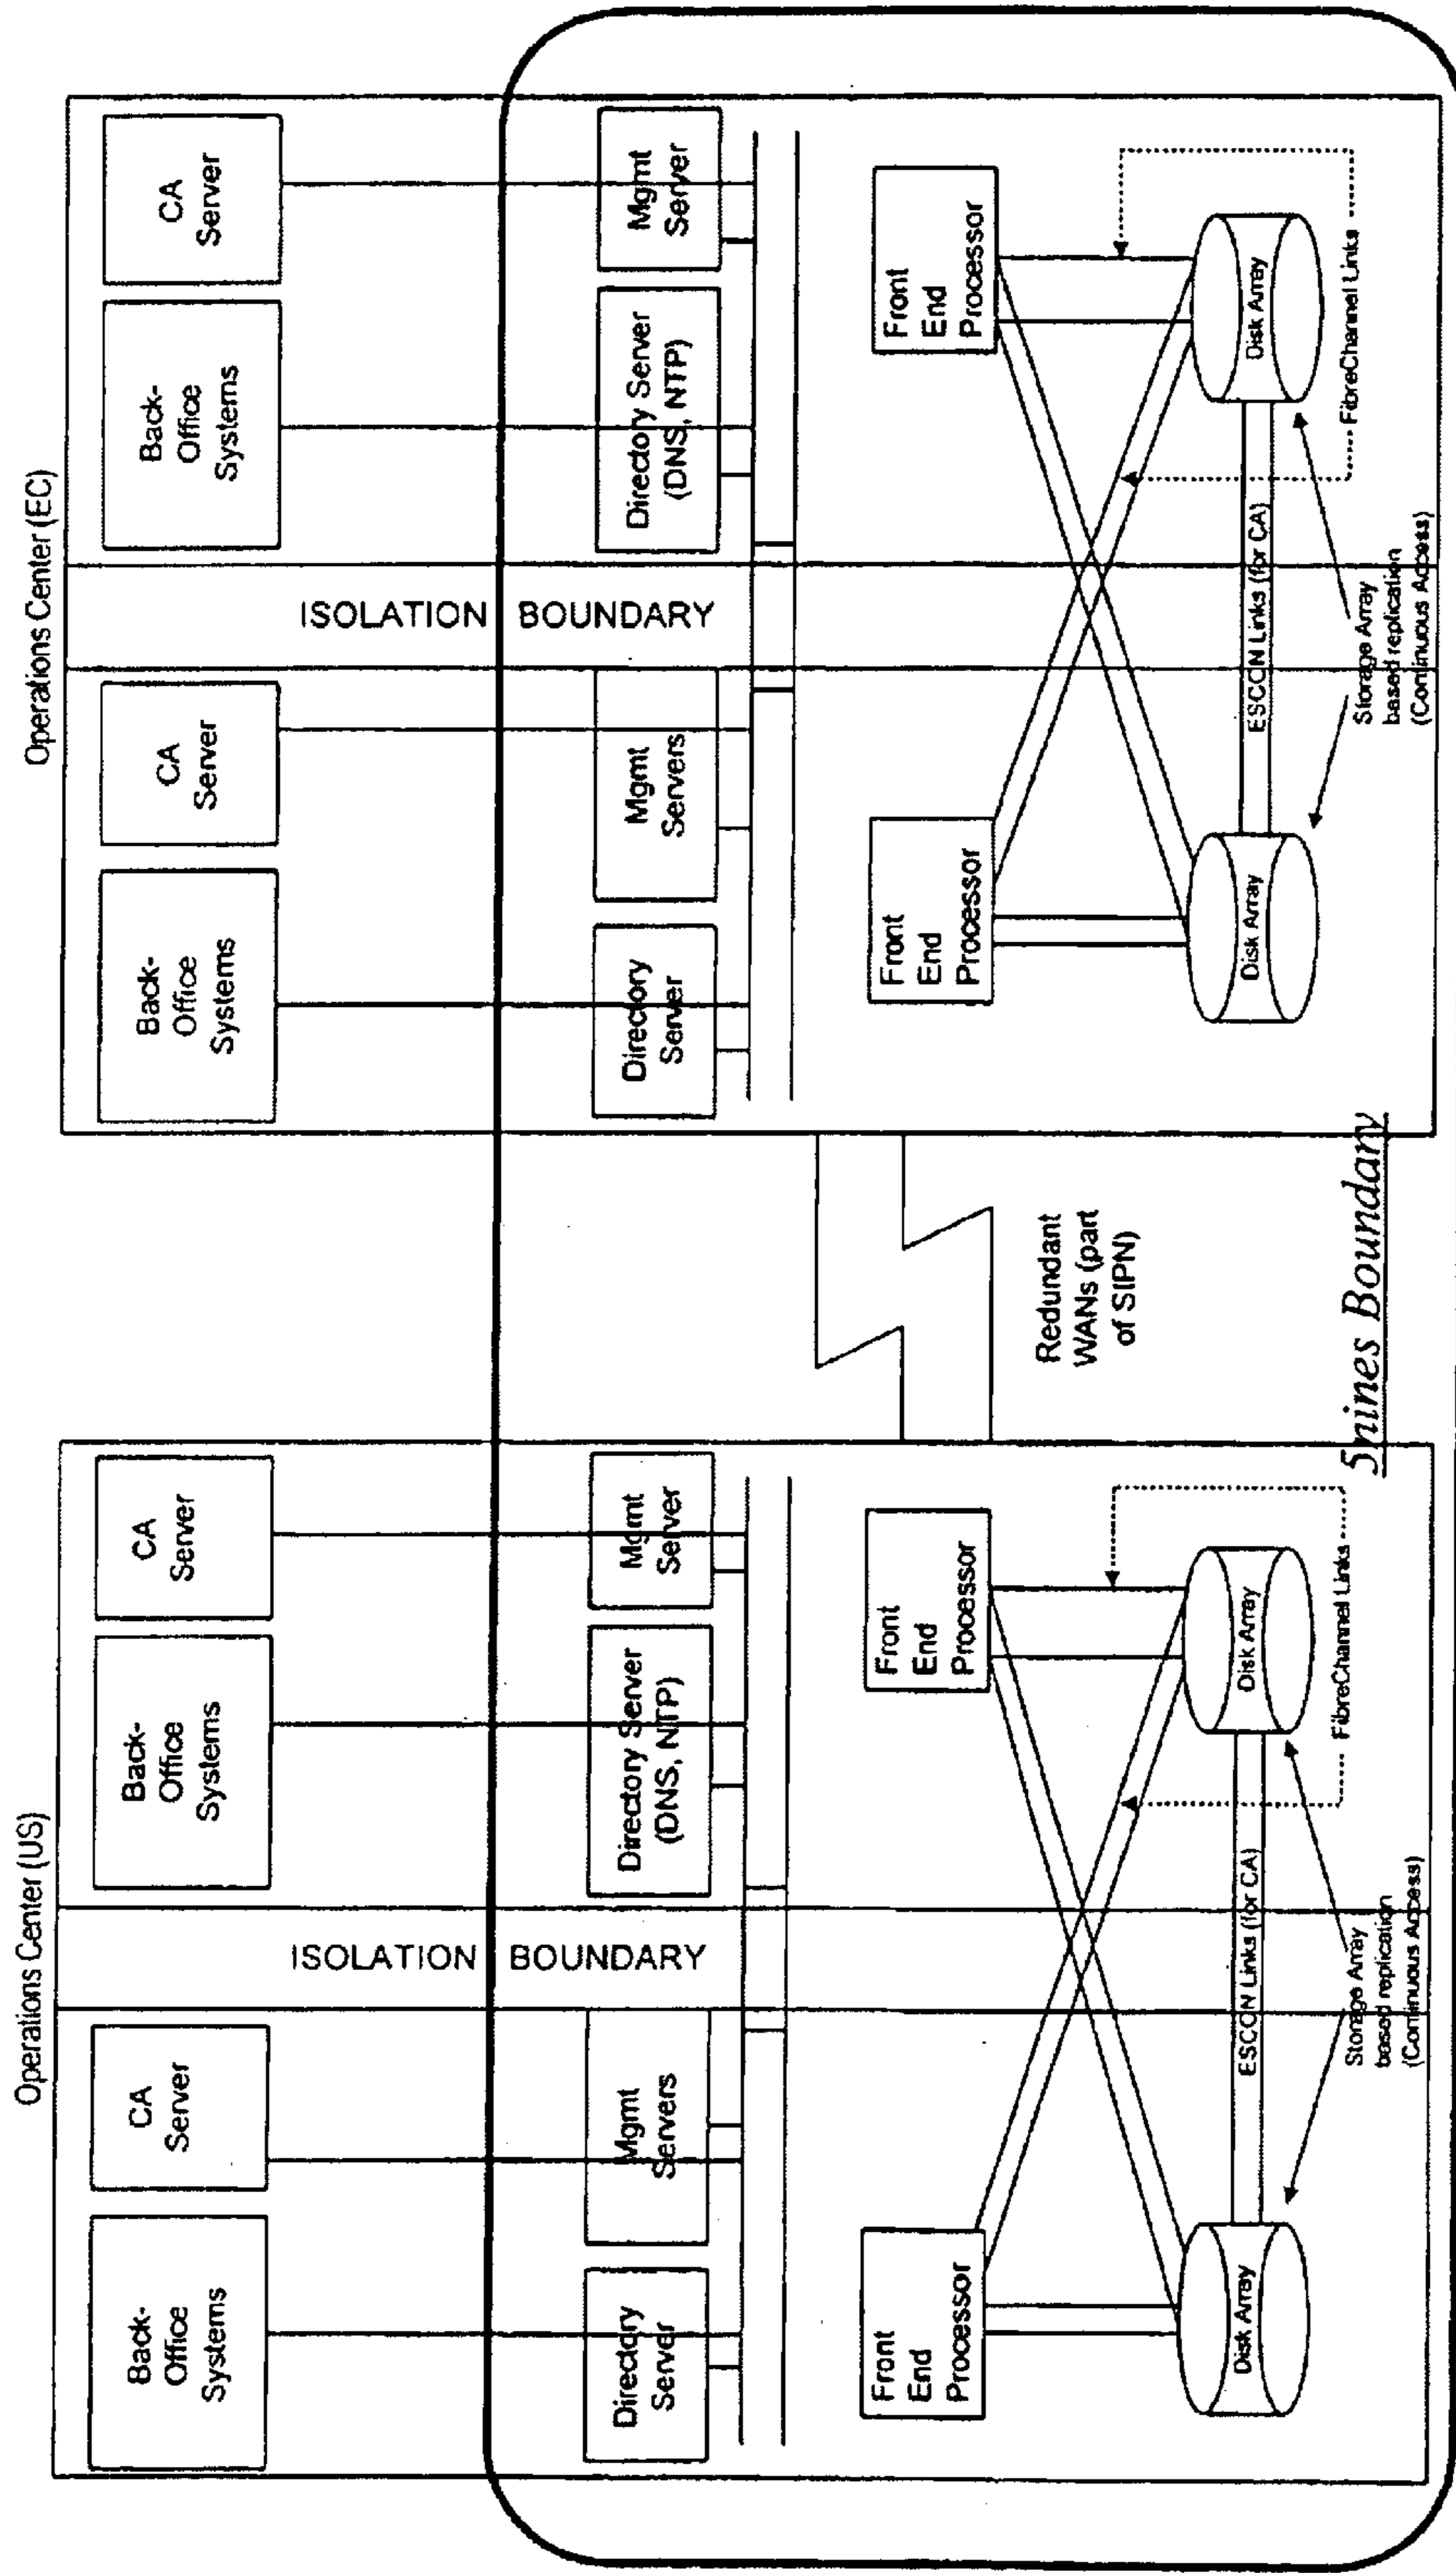 Operations Center (US)
Back-
Office
Systems
CA
Server
ISOLATION BOUNDARY
Back-
Office
Systems
CA
Server
Directory
Server
Mgmt
Servers
Directory Server
(DNS, NTP)
Mgmt
Server
Front
End
Processor
Front
End
Processor
Disk Array
ESCON Links (for CA)
Disk Array
FibreChannel Links
Storage Array
based replication
(Continuous Access)
Redundant
WANs (part
of SIPN)
5nines Boundary
Operations Center (EC)
Back-
Office
Systems
CA
Server
ISOLATION BOUNDARY
Back-
Office
Systems
CA
Server
Directory
Server
Mgmt
Servers
Directory Server
(DNS, NTP)
Mgmt
Server
Front
End
Processor
Front
End
Processor
Disk Array
ESCON Links (for CA)
Disk Array
FibreChannel Links
Storage Array
based replication
(Continuous Access)